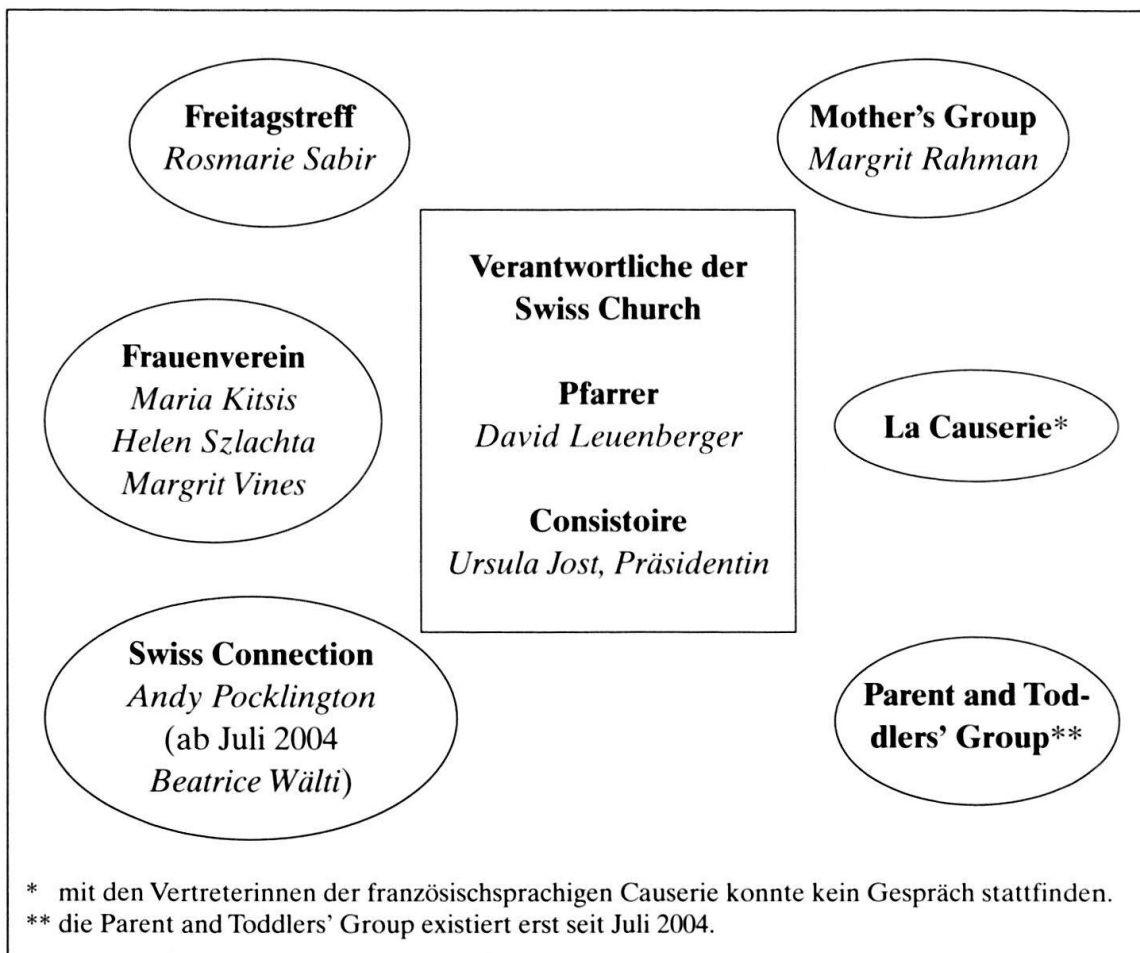 Freitagstreff
Rosmarie Sabir
Mother's Group
Margrit Rahman
Verantwortliche der
Swiss Church
Pfarrer
David Leuenberger
Consistoire
Ursula Jost, Präsidentin
Frauenverein
Maria Kitsis
Helen Szlachta
Margrit Vines
La Causerie*
Swiss Connection
Andy Pocklington
(ab Juli 2004
Beatrice Wälti)
Parent and Tod-
dlers' Group**
* mit den Vertreterinnen der französischsprachigen Causerie konnte kein Gespräch stattfinden.
** die Parent and Toddlers' Group existiert erst seit Juli 2004.